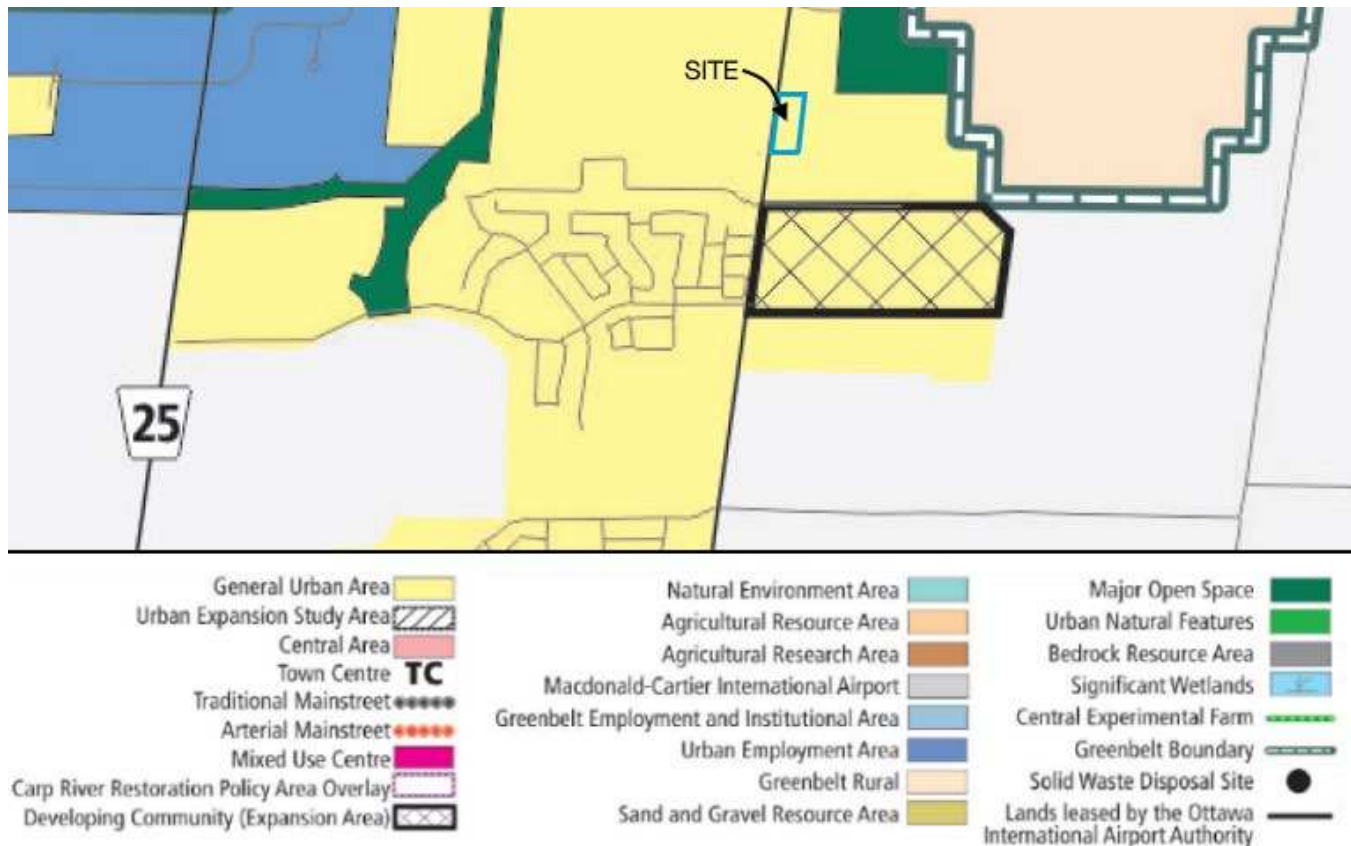 SITE
25
General Urban Area
Urban Expansion Study Area
Central Area
Town Centre TC
Traditional Mainstreet
Arterial Mainstreet
Mixed Use Centre
Carp River Restoration Policy Area Overlay
Developing Community (Expansion Area)
Natural Environment Area
Agricultural Resource Area
Agricultural Research Area
Macdonald-Cartier International Airport
Greenbelt Employment and Institutional Area
Urban Employment Area
Greenbelt Rural
Sand and Gravel Resource Area
Major Open Space
Urban Natural Features
Bedrock Resource Area
Significant Wetlands
Central Experimental Farm
Greenbelt Boundary
Solid Waste Disposal Site
Lands leased by the Ottawa
International Airport Authority